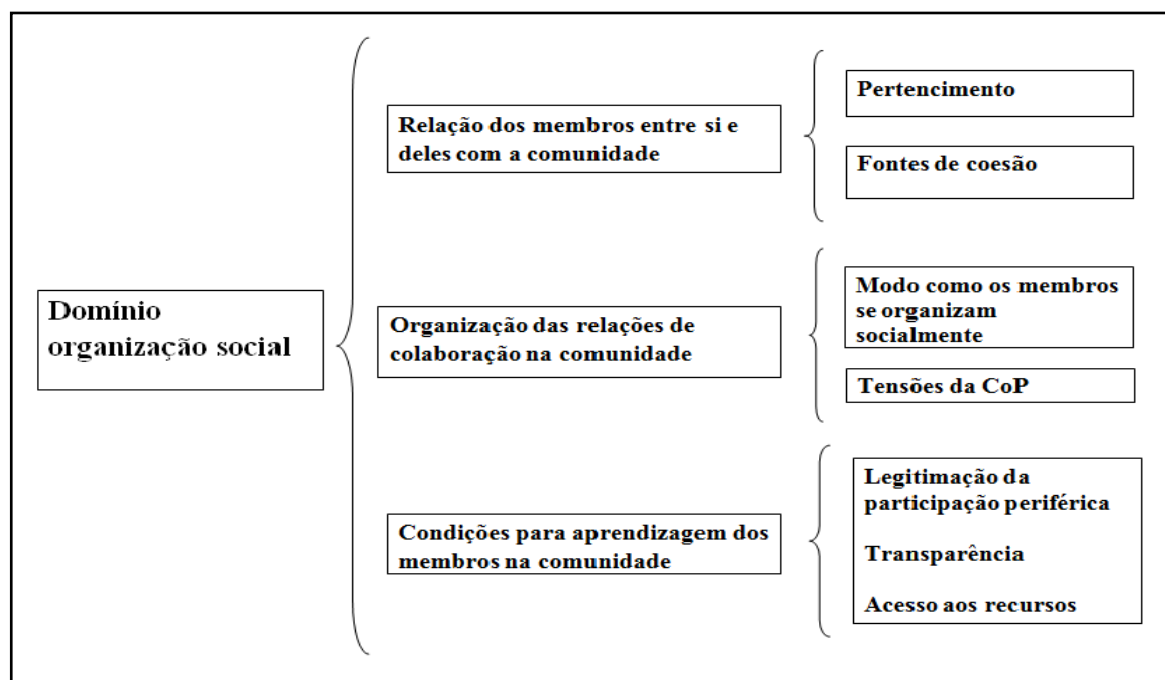 Domínio
organização social
Relação dos membros entre si e
deles com a comunidade
Pertencimento
Fontes de coesão
Organização das relações de
colaboração na comunidade
Modo como os membros
se organizam
socialmente
Tensões da CoP
Condições para aprendizagem dos
membros na comunidade
Legitimação da
participação periférica
Transparência
Acesso aos recursos